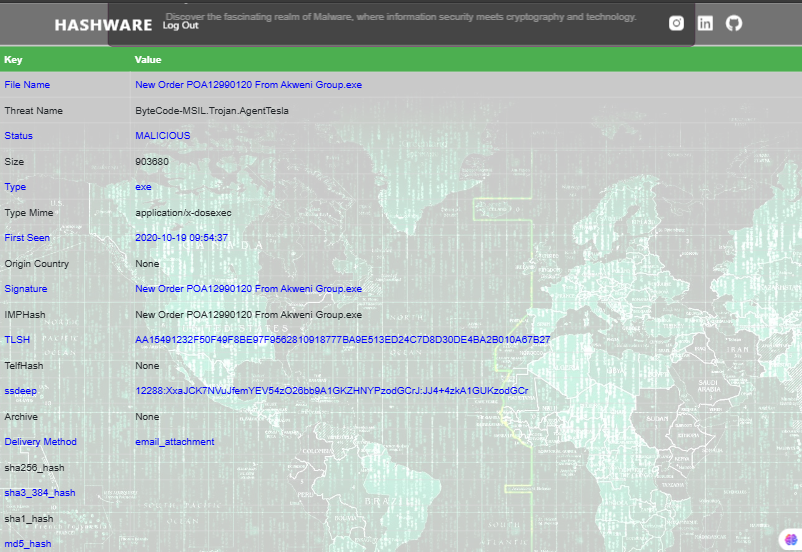 Discover the fascinating realm of Malware, where information security meets cryptography and technology.
HASHWARE Log Out
Key Value
File Name New Order POA12990120 From Akweni Group.exe
Threat Name ByteCode-MSIL.Trojan.AgentTesla
Status MALICIOUS
Size 903680
Type exe
Type Mime application/x-dosexec
First Seen 2020-10-19 09:54:37
Origin Country None
Signature New Order POA12990120 From Akweni Group.exe
IMPHash New Order POA12990120 From Akweni Group.exe
TLSH AA15491232F50F49F8BE97F9562810918777BA9E513ED24C7D8D30DE4BA2B010A67B27
TelfHash None
ssdeep 12288:XxaJCK7NVuJfemYEV54zO26bb9A1GKZHNYPzodGCrJ:JJ4+4zkA1GUKzodGCr
Archive None
Delivery Method email_attachment
sha256_hash
sha3_384_hash
sha1_hash
md5_hash